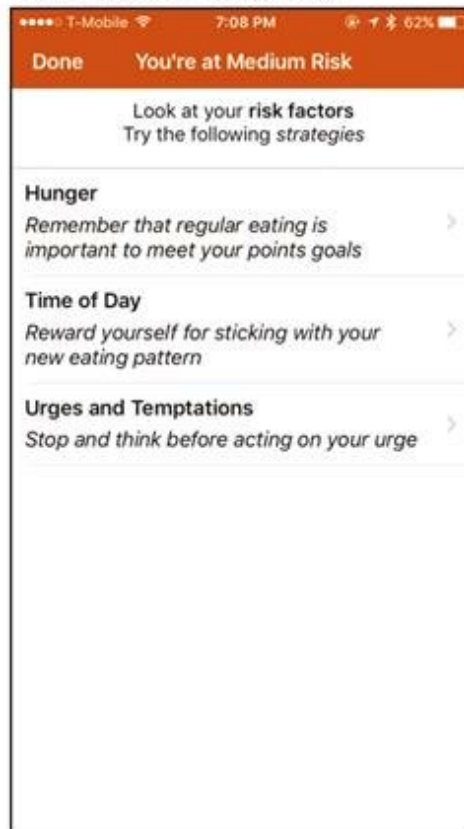 T-Mobile 7:08 PM 62%
Done You're at Medium Risk
Look at your risk factors
Try the following strategies
Hunger
Remember that regular eating is
important to meet your points goals
Time of Day
Reward yourself for sticking with your
new eating pattern
Urges and Temptations
Stop and think before acting on your urge